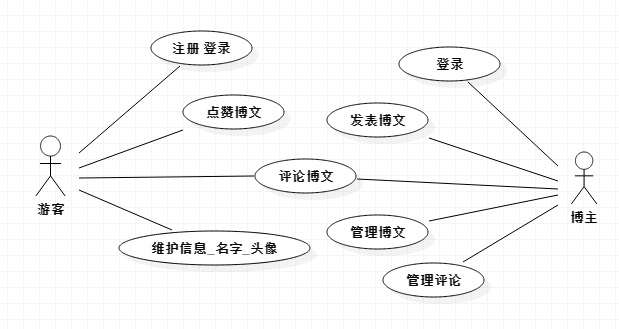 注册 登录
登录
点赞博文
发表博文
评论博文
游客
博主
管理博文
维护信息_名字_头像
管理评论